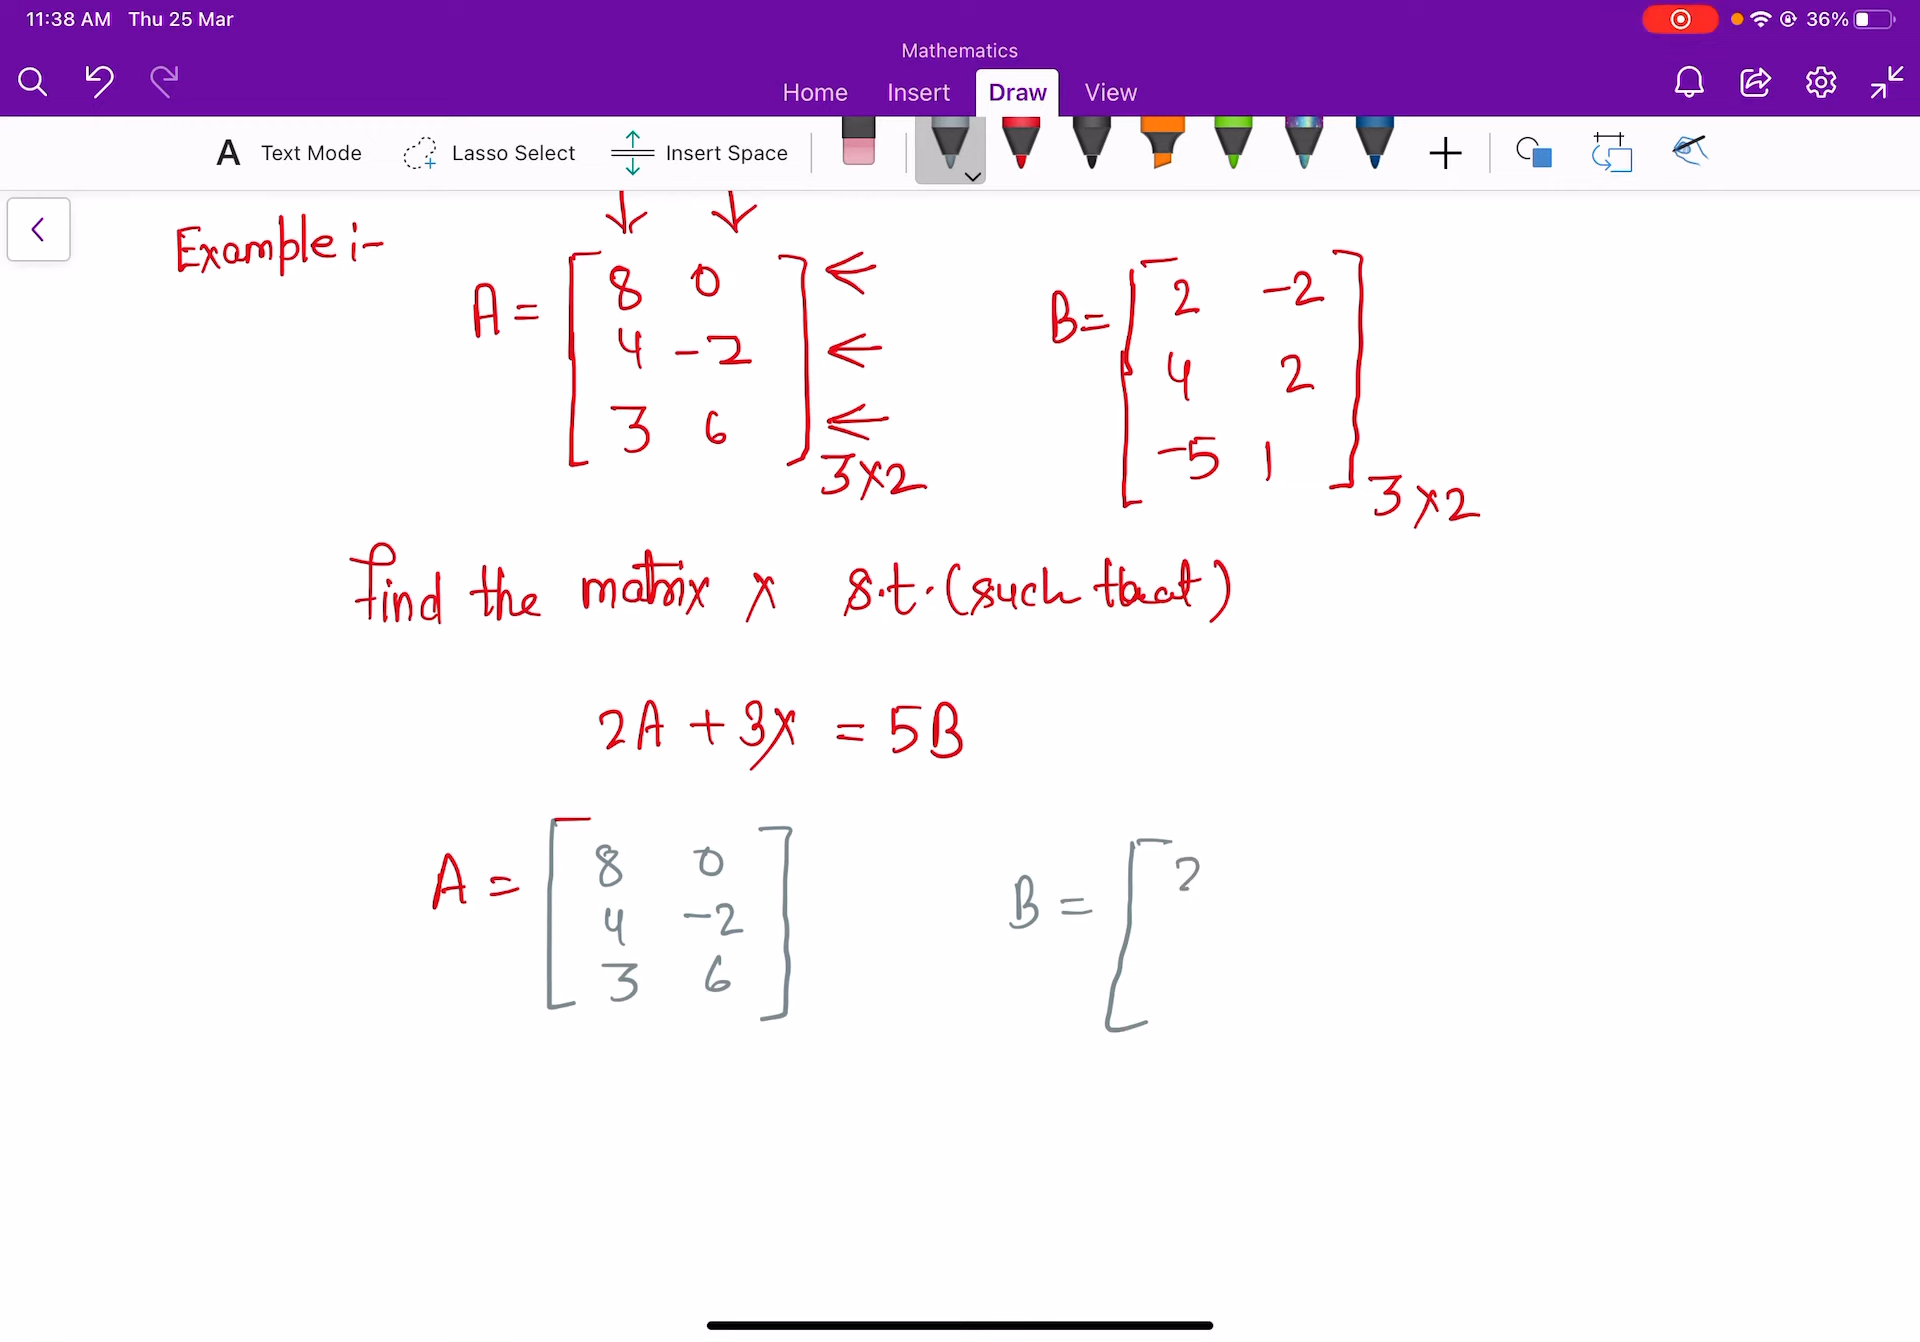 11:38 AM Thu 25 Mar
36%
Mathematics
Home Insert Draw View
A Text Mode Lasso Select Insert Space
Example :-
A = [ 8 0
4 -2
3 6 ] 3×2
B = [ 2 -2
4 2
-5 1 ] 3×2
find the matrix x s.t. (such that)
2A + 3x = 5B
A = [ 8 0
4 -2
3 6 ]
B = [ 2